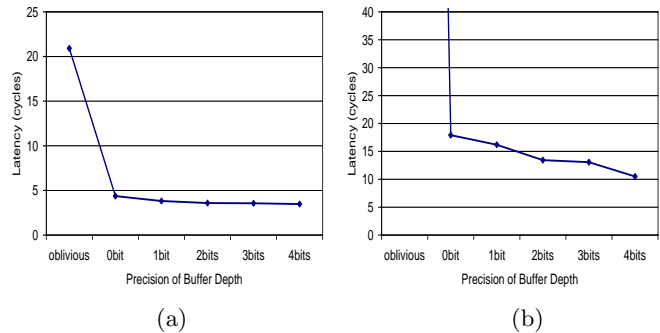 25
20
15
10
5
0
Latency (cycles)
oblivious 0bit 1bit 2bits 3bits 4bits
Precision of Buffer Depth
(a)
40
35
30
25
20
15
10
5
0
Latency (cycles)
oblivious 0bit 1bit 2bits 3bits 4bits
Precision of Buffer Depth
(b)